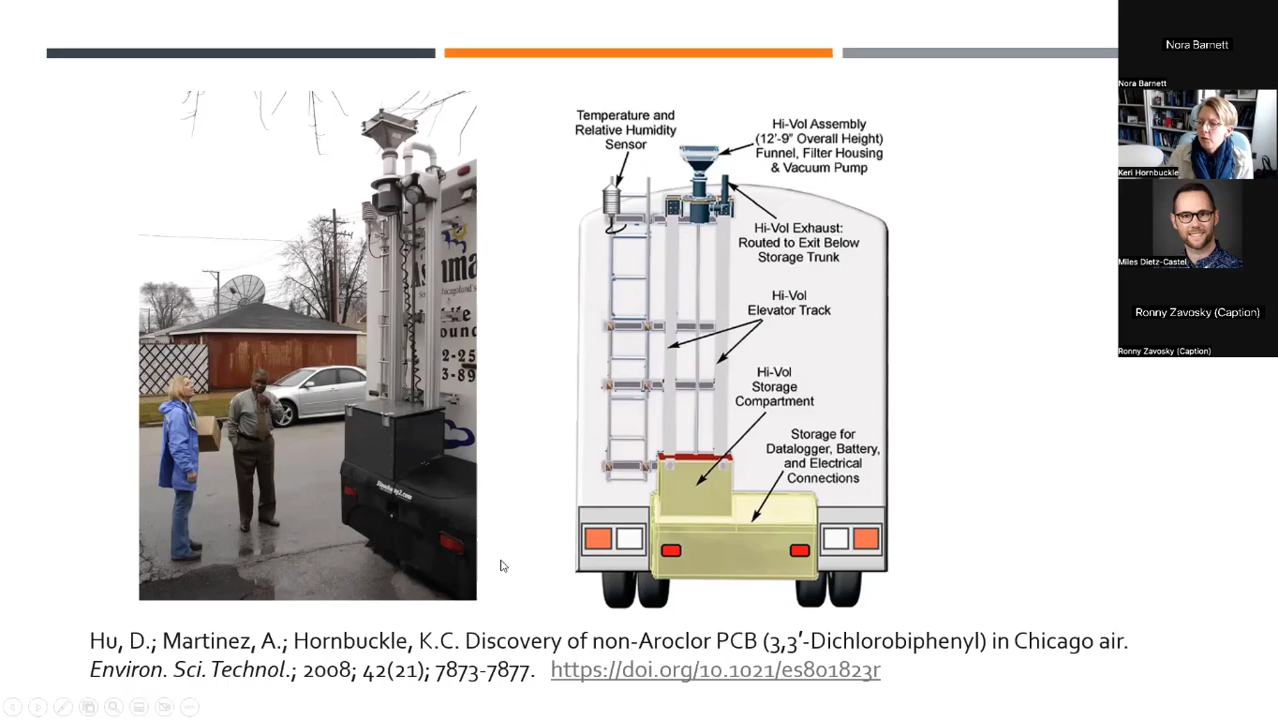 Nora Barnett
Nora Barnett
Keri Hornbuckle
Miles Dietz-Castel
Ronny Zavosky (Caption)
Ronny Zavosky (Caption)
Temperature and
Relative Humidity
Sensor
Hi-Vol Assembly
(12'-9" Overall Height)
Funnel, Filter Housing
& Vacuum Pump
Hi-Vol Exhaust:
Routed to Exit Below
Storage Trunk
Hi-Vol
Elevator Track
Hi-Vol
Storage
Compartment
Storage for
Datalogger, Battery,
and Electrical
Connections
Hu, D.; Martinez, A.; Hornbuckle, K.C. Discovery of non-Aroclor PCB (3,3′-Dichlorobiphenyl) in Chicago air.
Environ. Sci. Technol.; 2008; 42(21); 7873-7877. https://doi.org/10.1021/es801823r